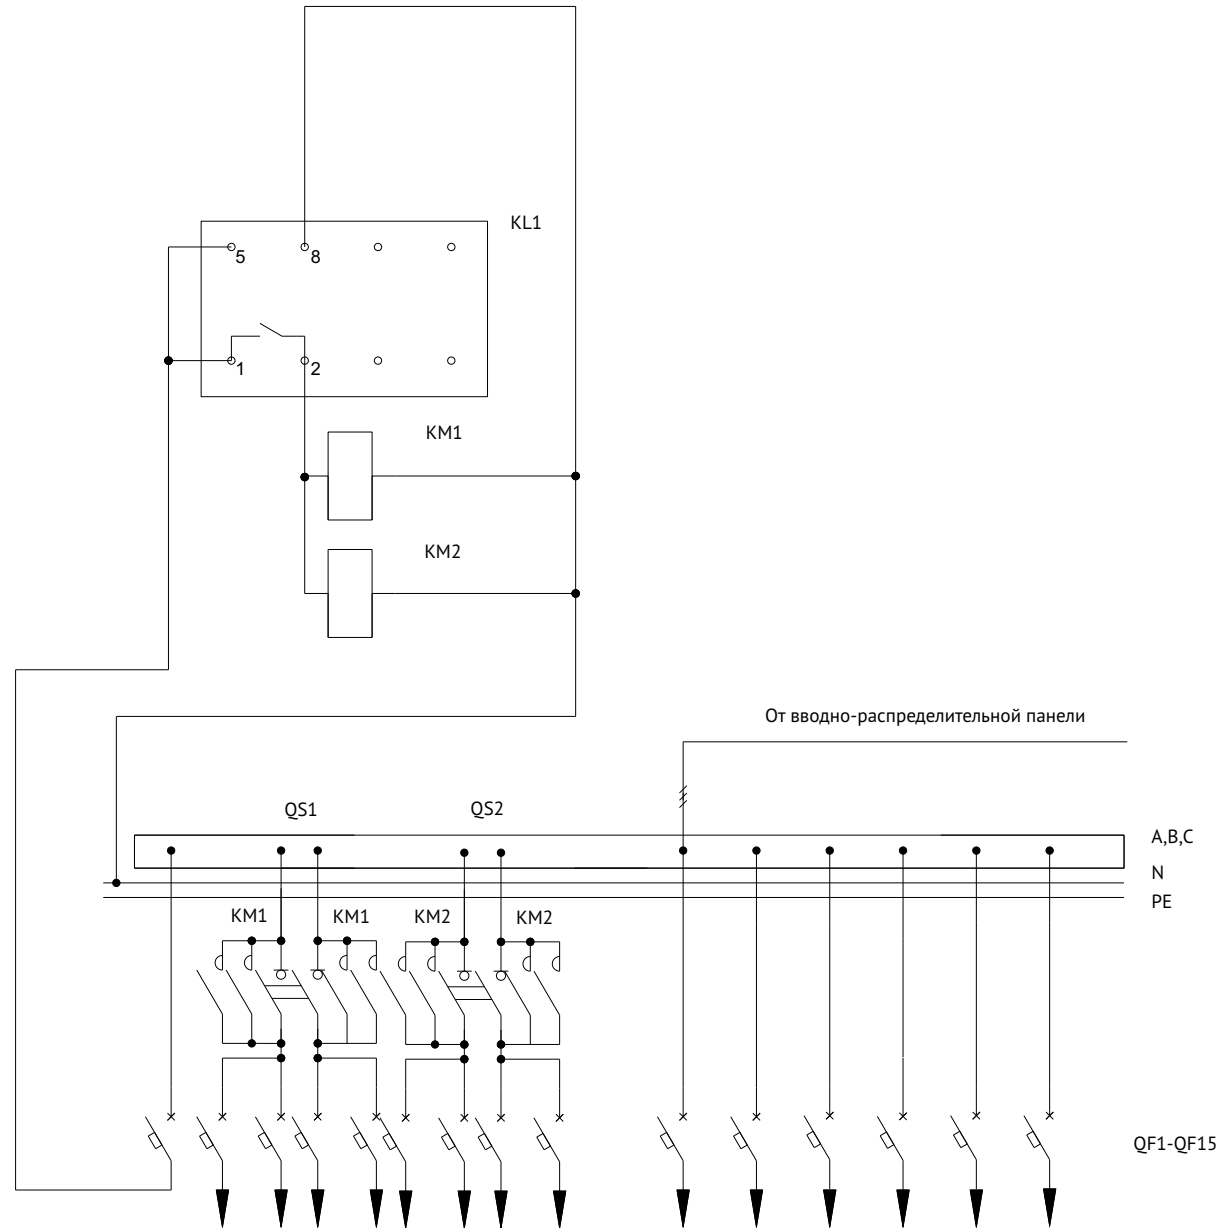 KL1
5
8
1
2
KM1
KM2
От вводно-распределительной панели
QS1
QS2
A,B,C
N
PE
KM1
KM1
KM2
KM2
QF1-QF15